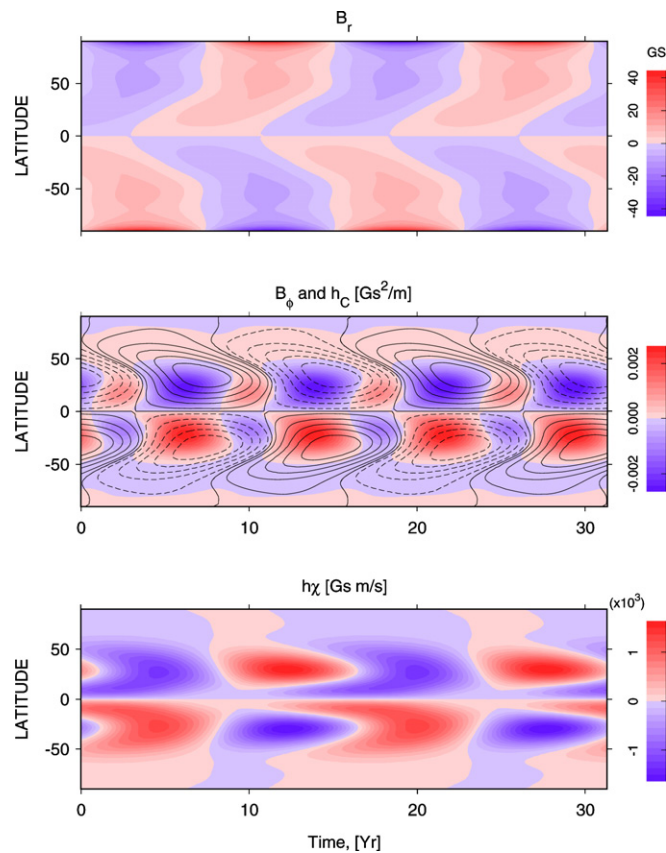 B_r
GS
LATITUDE
50
0
-50
40
20
0
-20
-40
B_ϕ and h_C [Gs²/m]
LATITUDE
50
0
-50
0 10 20 30
0.002
0.000
-0.002
hχ [Gs m/s]
(x10³)
LATITUDE
50
0
-50
0 10 20 30
1
0
-1
Time, [Yr]